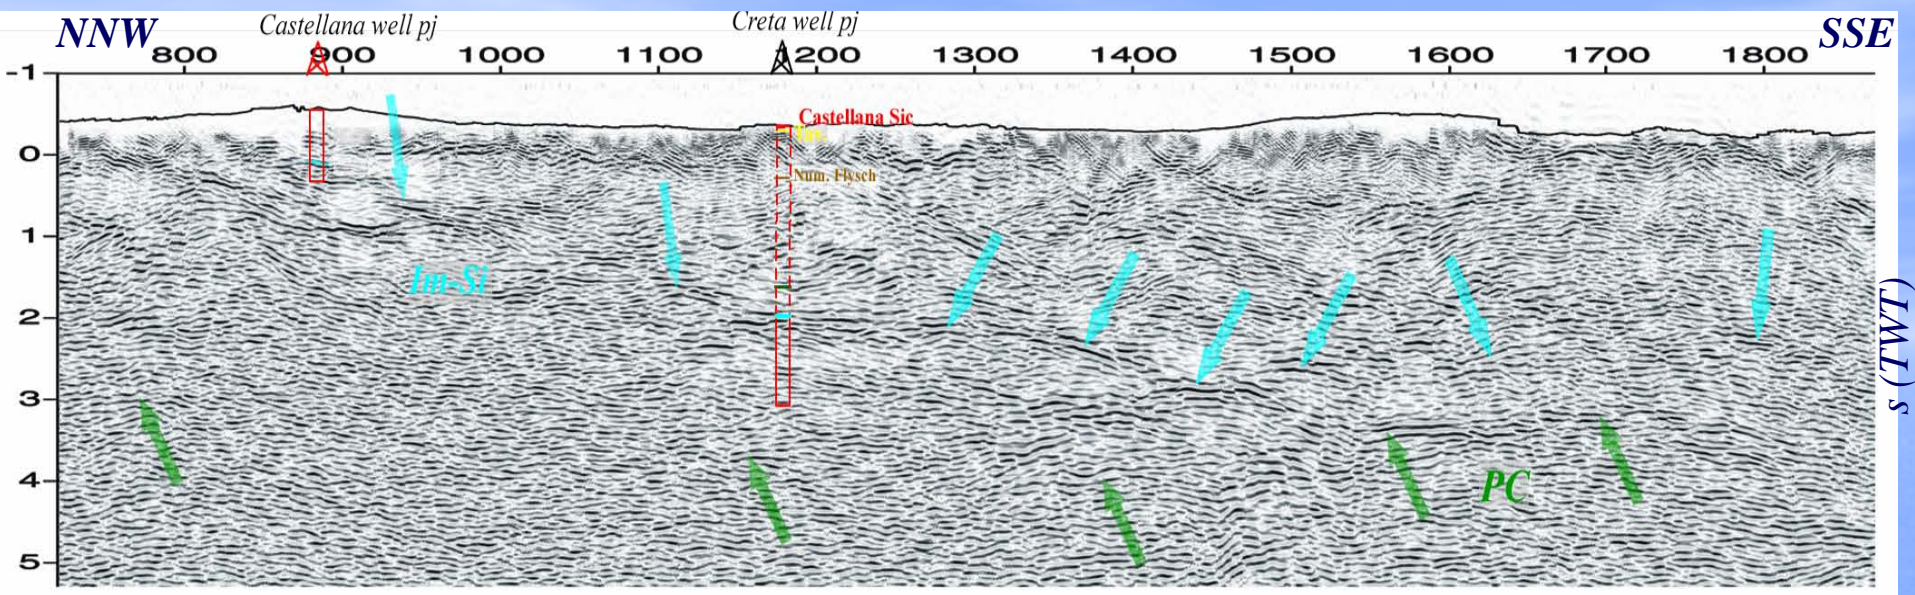 Castellana well pj
Creta well pj
NNW
SSE
800 900 1000 1100 1200 1300 1400 1500 1600 1700 1800
-1
0
1
2
3
4
5
Castellana Sic
Num. Flysch
Im-Si
PC
s (TWT)